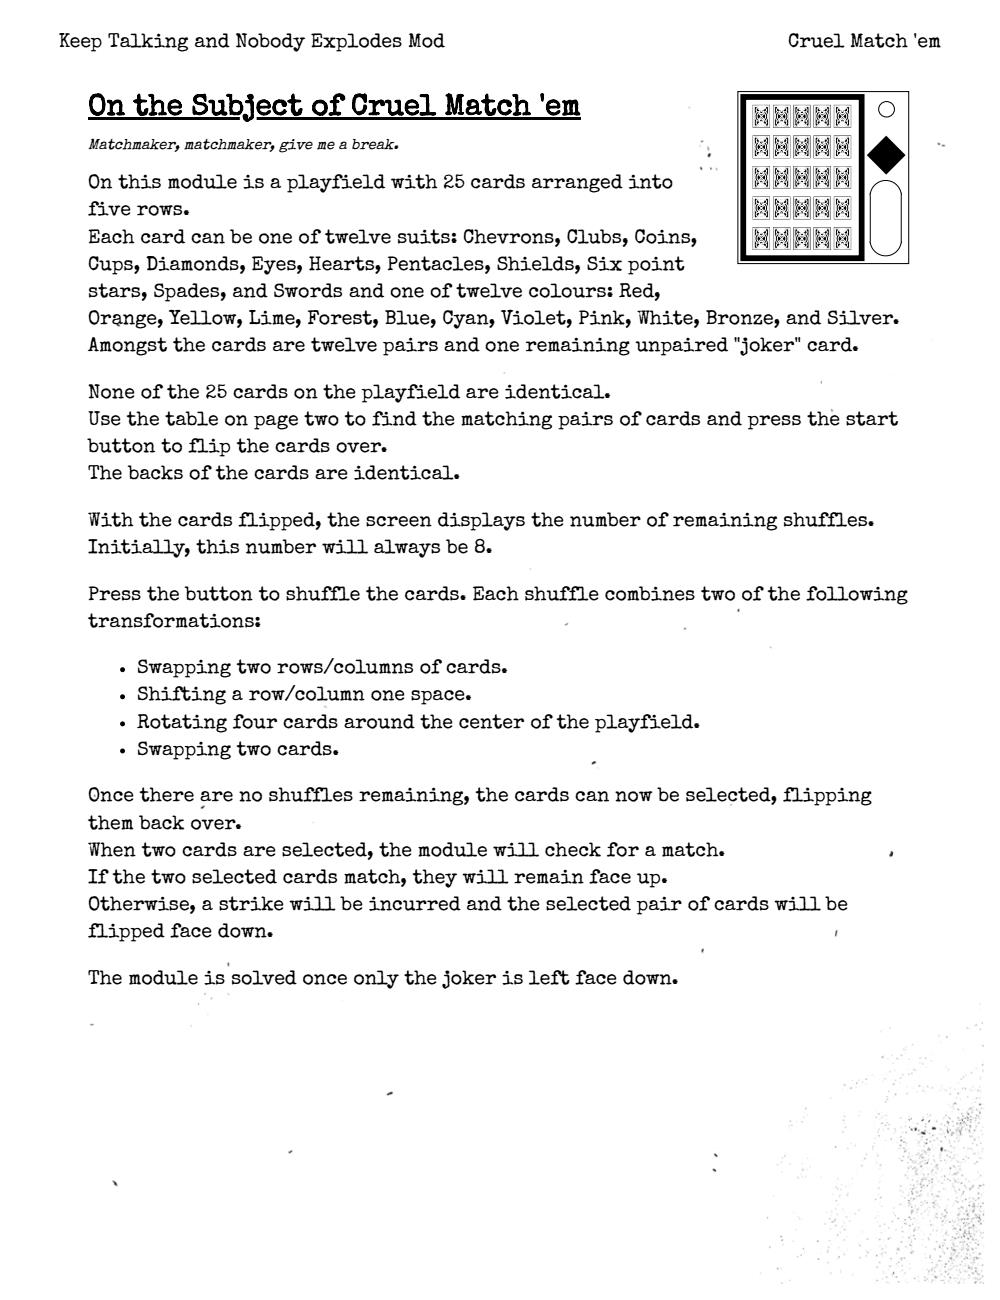 Keep Talking and Nobody Explodes Mod
Cruel Match 'em
On the Subject of Cruel Match 'em
Matchmaker, matchmaker, give me a break.
On this module is a playfield with 25 cards arranged into
five rows.
Each card can be one of twelve suits: Chevrons, Clubs, Coins,
Cups, Diamonds, Eyes, Hearts, Pentacles, Shields, Six point
stars, Spades, and Swords and one of twelve colours: Red,
Orange, Yellow, Lime, Forest, Blue, Cyan, Violet, Pink, White, Bronze, and Silver.
Amongst the cards are twelve pairs and one remaining unpaired "joker" card.
None of the 25 cards on the playfield are identical.
Use the table on page two to find the matching pairs of cards and press the start
button to flip the cards over.
The backs of the cards are identical.
With the cards flipped, the screen displays the number of remaining shuffles.
Initially, this number will always be 8.
Press the button to shuffle the cards. Each shuffle combines two of the following
transformations:
• Swapping two rows/columns of cards.
• Shifting a row/column one space.
• Rotating four cards around the center of the playfield.
• Swapping two cards.
Once there are no shuffles remaining, the cards can now be selected, flipping
them back over.
When two cards are selected, the module will check for a match.
If the two selected cards match, they will remain face up.
Otherwise, a strike will be incurred and the selected pair of cards will be
flipped face down.
The module is solved once only the joker is left face down.